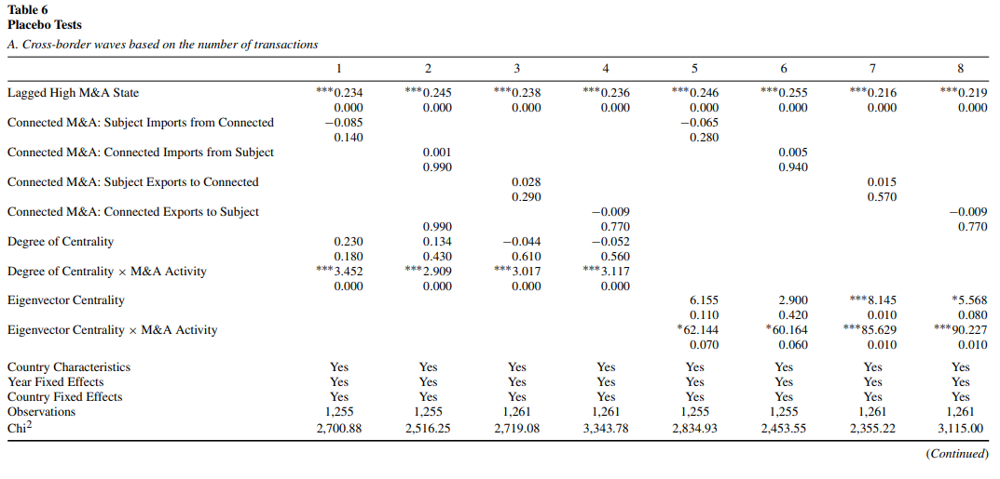 Table 6
Placebo Tests
A. Cross-border waves based on the number of transactions
1 2 3 4 5 6 7 8
Lagged High M&A State ***0.234 ***0.245 ***0.238 ***0.236 ***0.246 ***0.255 ***0.216 ***0.219
0.000 0.000 0.000 0.000 0.000 0.000 0.000 0.000
Connected M&A: Subject Imports from Connected −0.085 −0.065
0.140 0.280
Connected M&A: Connected Imports from Subject 0.001 0.005
0.990 0.940
Connected M&A: Subject Exports to Connected 0.028 0.015
0.290 0.570
Connected M&A: Connected Exports to Subject −0.009 −0.009
0.990 0.770 0.770
Degree of Centrality 0.230 0.134 −0.044 −0.052
0.180 0.430 0.610 0.560
Degree of Centrality × M&A Activity ***3.452 ***2.909 ***3.017 ***3.117
0.000 0.000 0.000 0.000
Eigenvector Centrality 6.155 2.900 ***8.145 *5.568
0.110 0.420 0.010 0.080
Eigenvector Centrality × M&A Activity *62.144 *60.164 ***85.629 ***90.227
0.070 0.060 0.010 0.010
Country Characteristics Yes Yes Yes Yes Yes Yes Yes Yes
Year Fixed Effects Yes Yes Yes Yes Yes Yes Yes Yes
Country Fixed Effects Yes Yes Yes Yes Yes Yes Yes Yes
Observations 1,255 1,255 1,261 1,261 1,255 1,255 1,261 1,261
Chi2 2,700.88 2,516.25 2,719.08 3,343.78 2,834.93 2,453.55 2,355.22 3,115.00
(Continued)